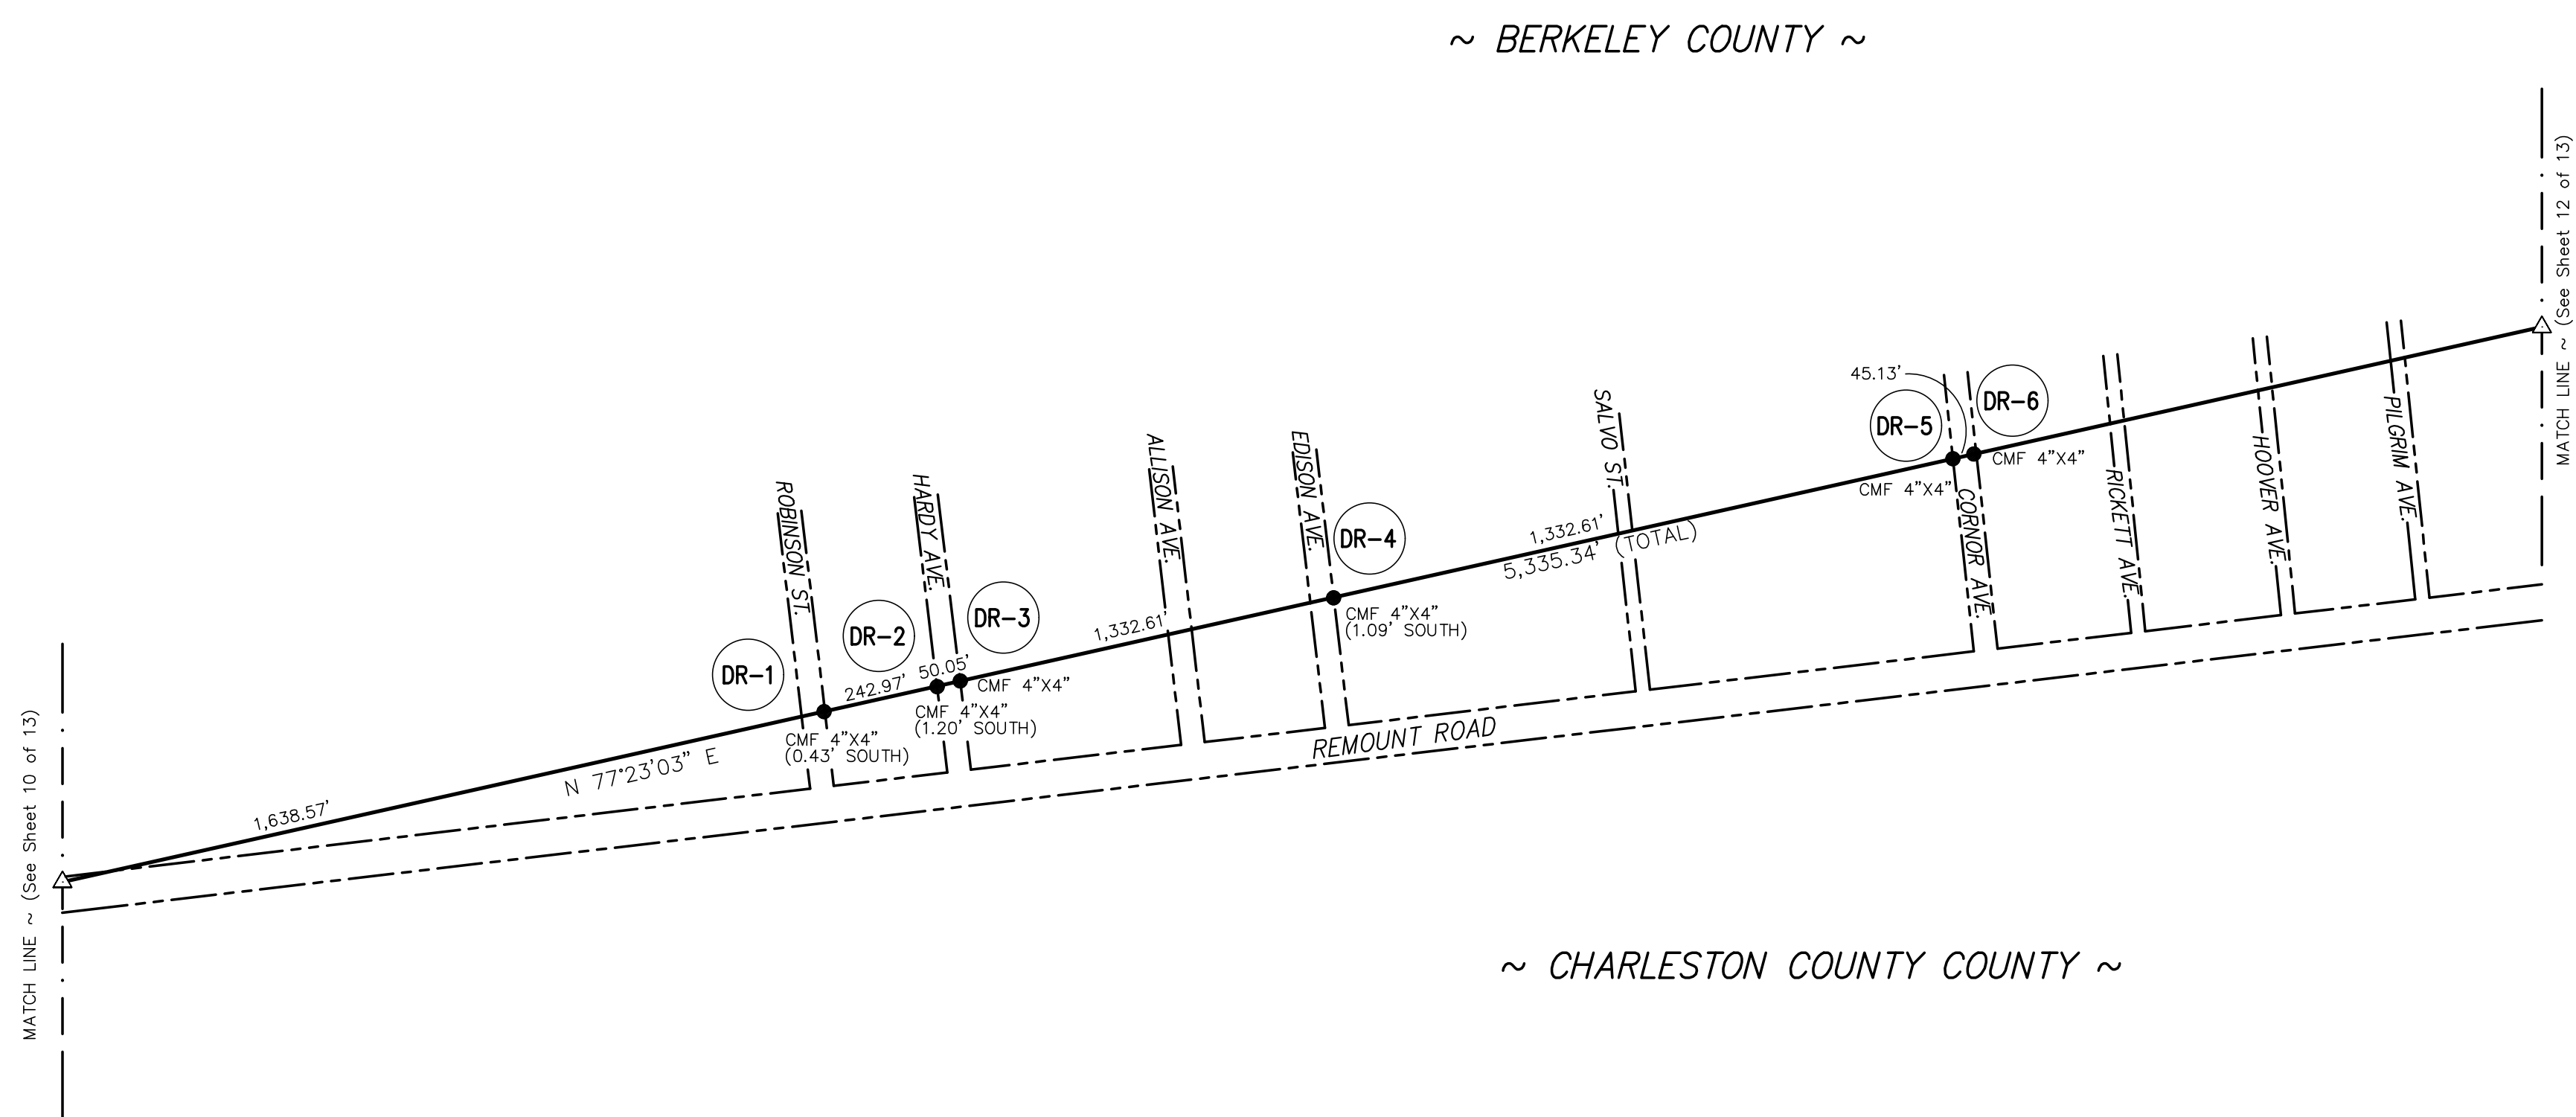 ~ BERKELEY COUNTY ~
MATCH LINE ~ (See Sheet 12 of 13)
MATCH LINE ~ (See Sheet 10 of 13)
ROBINSON ST.
HARDY AVE.
ALLISON AVE.
EDISON AVE.
SALVO ST.
CORNOR AVE.
RICKETT AVE.
HOOVER AVE.
PILGRIM AVE.
45.13'
DR-5
DR-6
CMF 4"X4"
CMF 4"X4"
DR-4
1,332.61'
5,335.34' (TOTAL)
CMF 4"X4"
(1.09' SOUTH)
DR-3
1,332.61'
DR-2
50.05'
CMF 4"X4"
DR-1
242.97'
CMF 4"X4"
(1.20' SOUTH)
CMF 4"X4"
(0.43' SOUTH)
N 77°23'03" E
1,638.57'
REMOUNT ROAD
~ CHARLESTON COUNTY COUNTY ~